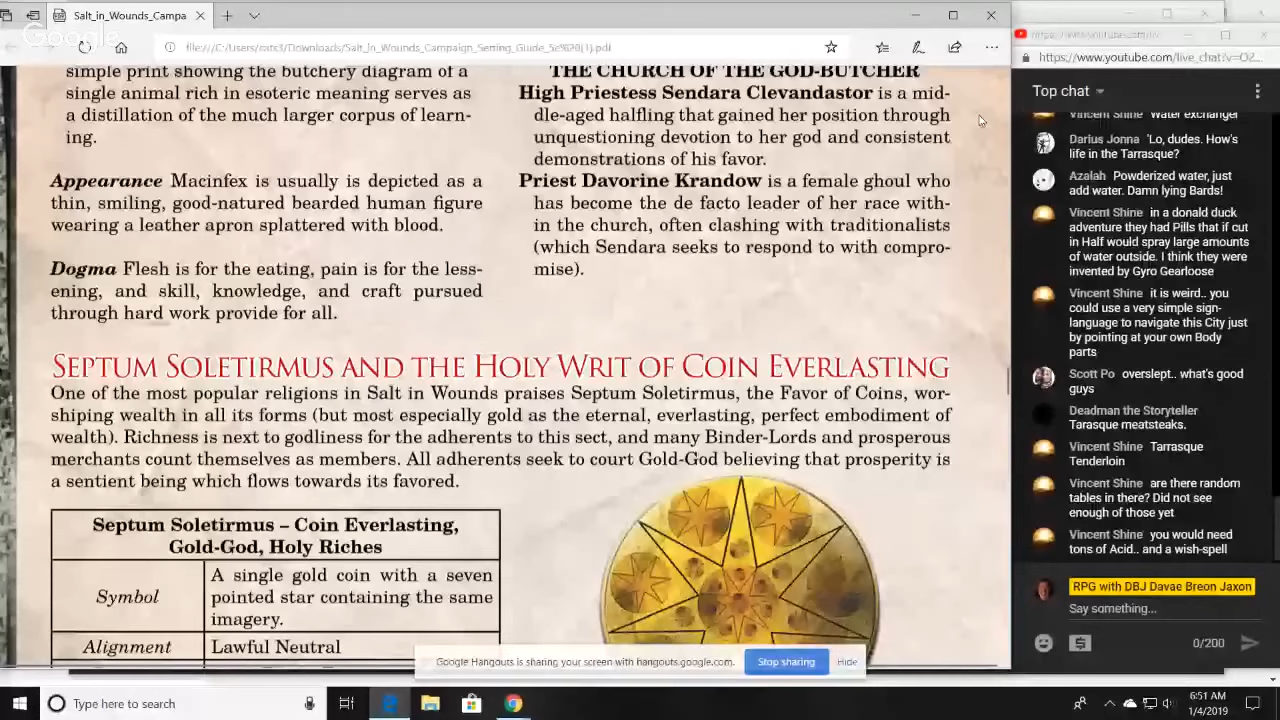 Salt_in_Wounds_Campa
Google
file:///C:/Users/
/Downloads/Salt_In_Wounds_Campaign_Setting_Guide_5e%20(1).pdf
simple print showing the butchery diagram of a
single animal rich in esoteric meaning serves as
a distillation of the much larger corpus of learn-
ing.
Appearance Macinfex is usually is depicted as a
thin, smiling, good-natured bearded human figure
wearing a leather apron splattered with blood.
Dogma Flesh is for the eating, pain is for the less-
ening, and skill, knowledge, and craft pursued
through hard work provide for all.
THE CHURCH OF THE GOD-BUTCHER
High Priestess Sendara Clevandastor is a mid-
dle-aged halfling that gained her position through
unquestioning devotion to her god and consistent
demonstrations of his favor.
Priest Davorine Krandow is a female ghoul who
has become the de facto leader of her race with-
in the church, often clashing with traditionalists
(which Sendara seeks to respond to with compro-
mise).
Septum Soletirmus and the Holy Writ of Coin Everlasting
One of the most popular religions in Salt in Wounds praises Septum Soletirmus, the Favor of Coins, wor-
shiping wealth in all its forms (but most especially gold as the eternal, everlasting, perfect embodiment of
wealth). Richness is next to godliness for the adherents to this sect, and many Binder-Lords and prosperous
merchants count themselves as members. All adherents seek to court Gold-God believing that prosperity is
a sentient being which flows towards its favored.
Septum Soletirmus – Coin Everlasting,
Gold-God, Holy Riches
Symbol
A single gold coin with a seven
pointed star containing the same
imagery.
Alignment
Lawful Neutral
Google Hangouts is sharing your screen with hangouts.google.com.
Stop sharing
Hide
https://www.youtube.com/live_chat?v=OZ...
Top chat
Vincent Shine Water exchanger
Darius Jonna 'Lo, dudes. How's
life in the Tarrasque?
Azalah Powderized water, just
add water. Damn lying Bards!
Vincent Shine in a donald duck
adventure they had Pills that if cut
in Half would spray large amounts
of water outside. I think they were
invented by Gyro Gearloose
Vincent Shine it is weird.. you
could use a very simple sign-
language to navigate this City just
by pointing at your own Body
parts
Scott Po overslept.. what's good
guys
Deadman the Storyteller
Tarasque meatsteaks.
Vincent Shine Tarrasque
Tenderloin
Vincent Shine are there random
tables in there? Did not see
enough of those yet
Vincent Shine you would need
tons of Acid.. and a wish-spell
RPG with DBJ Davae Breon Jaxon
Say something...
0/200
Type here to search
6:51 AM
1/4/2019